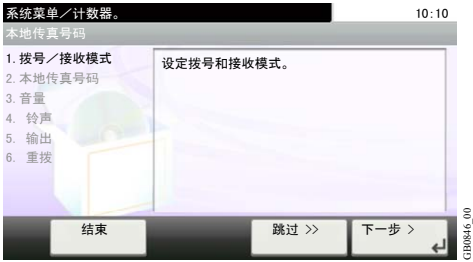 系统菜单／计数器。 10:10
本地传真号码
1. 拨号／接收模式
2. 本地传真号码
3. 音量
4. 铃声
5. 输出
6. 重拨
设定拨号和接收模式。
结束 跳过 >> 下一步 >
GB0846_00